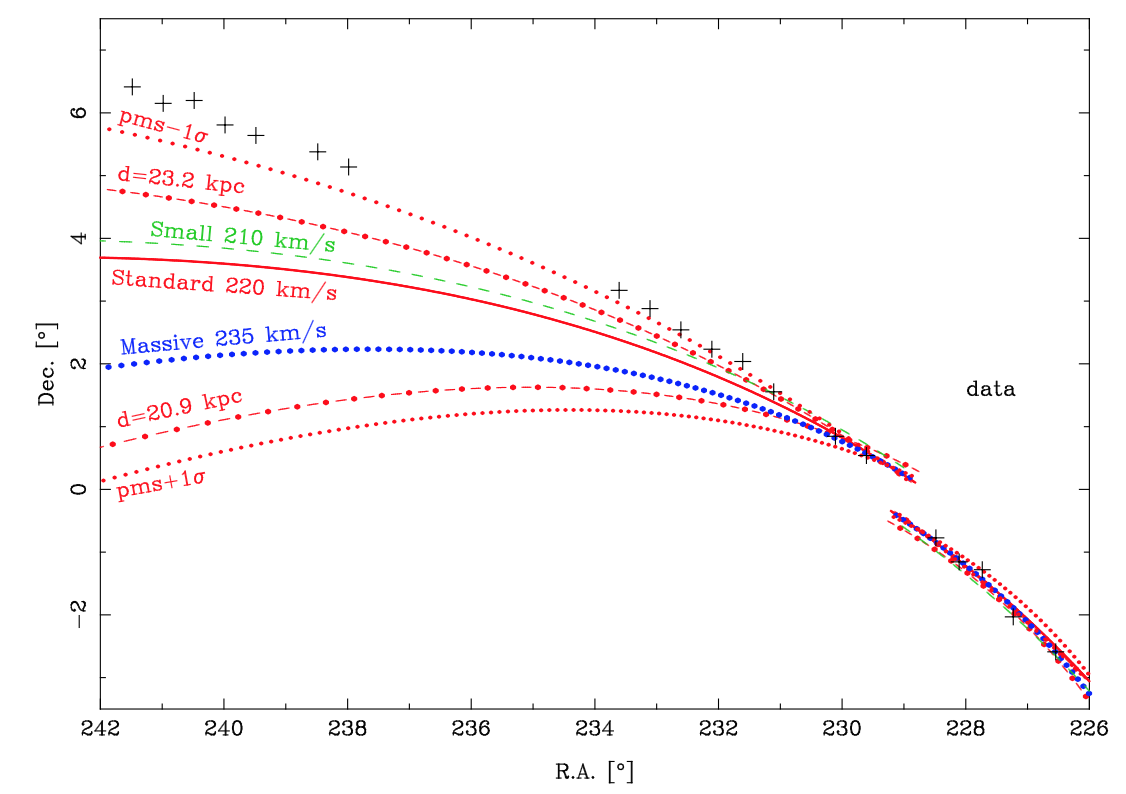 pms−1σ
d=23.2 kpc
Small 210 km/s
Standard 220 km/s
Massive 235 km/s
d=20.9 kpc
pms+1σ
data
6
4
2
0
−2
Dec. [°]
242 240 238 236 234 232 230 228 226
R.A. [°]